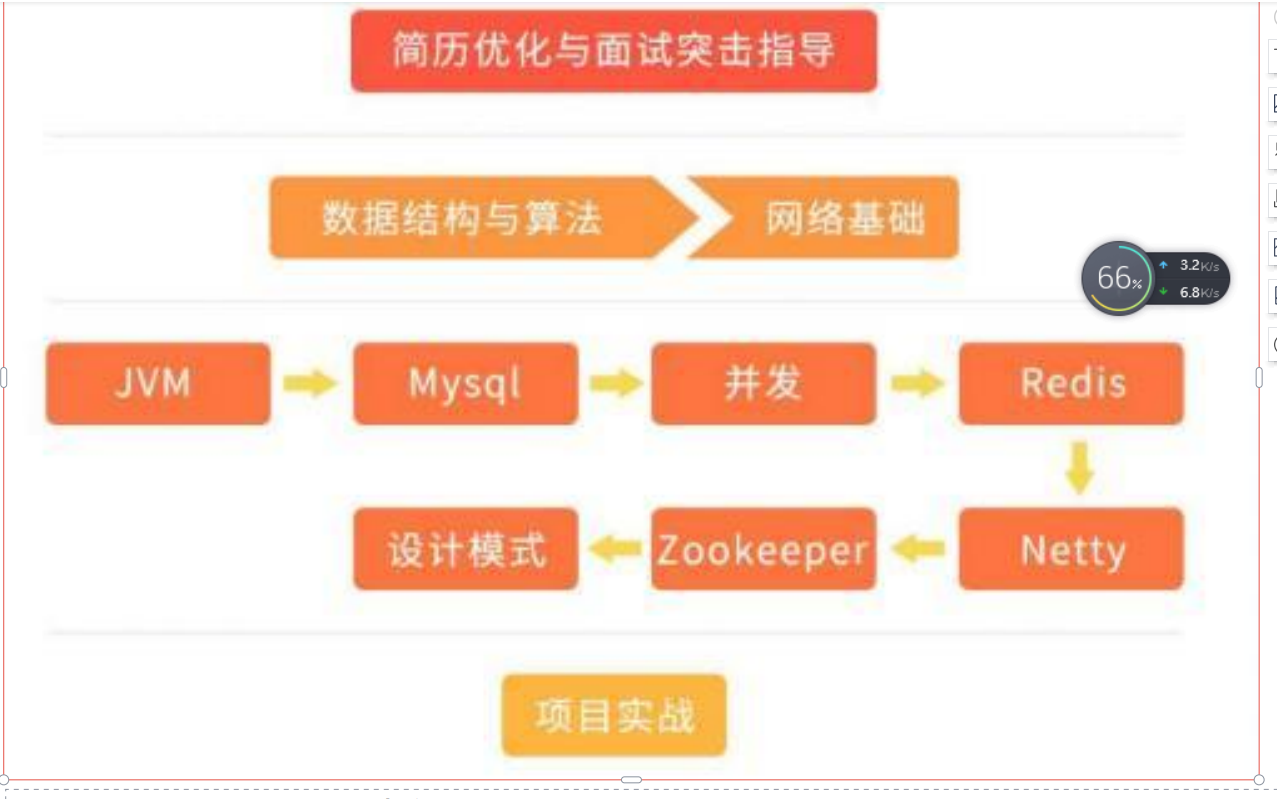 简历优化与面试突击指导
数据结构与算法 网络基础
66% 3.2K/s
6.8K/s
JVM Mysql 并发 Redis
设计模式 Zookeeper Netty
项目实战